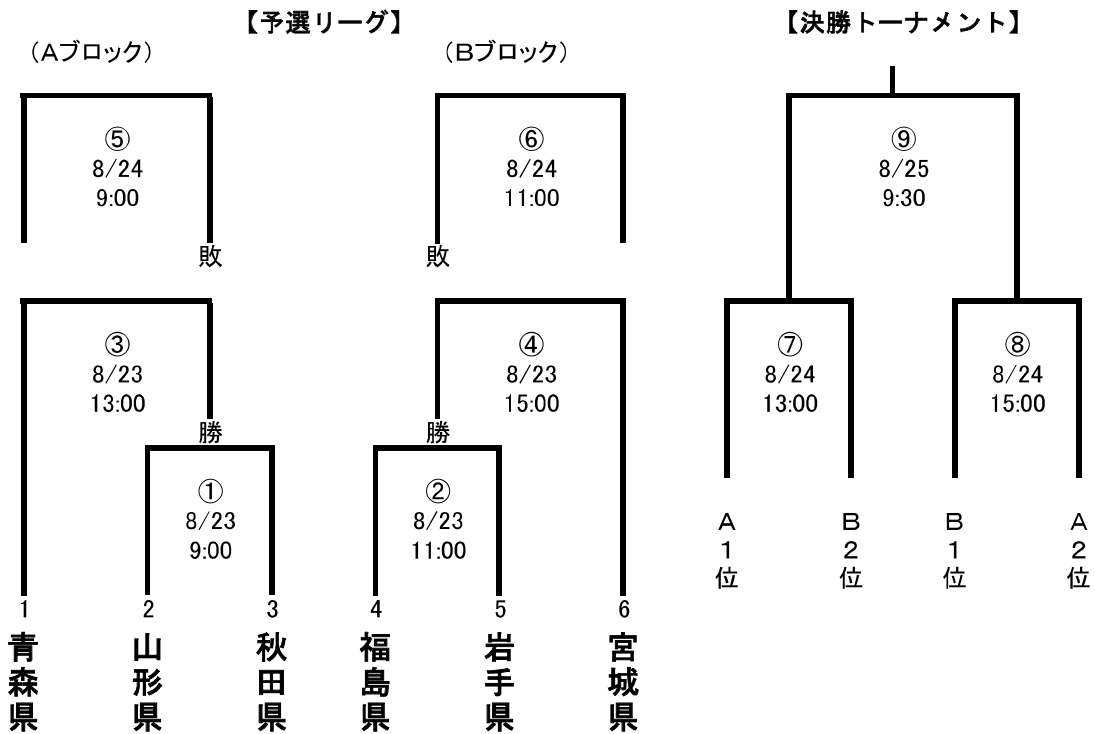 【予選リーグ】
【決勝トーナメント】
（Aブロック）
（Bブロック）
⑤
8/24
9:00
敗
⑥
8/24
11:00
敗
③
8/23
13:00
勝
④
8/23
15:00
勝
①
8/23
9:00
②
8/23
11:00
1
2
3
4
5
6
青森県
山形県
秋田県
福島県
岩手県
宮城県
⑨
8/25
9:30
⑦
8/24
13:00
⑧
8/24
15:00
A1位
B2位
B1位
A2位